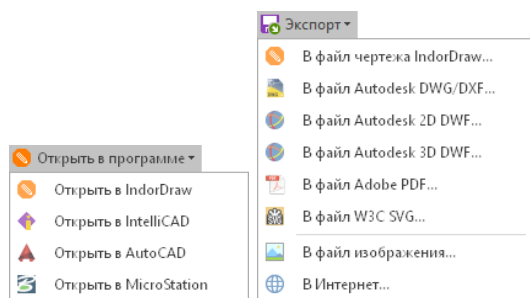 Экспорт
В файл чертежа IndorDraw...
В файл Autodesk DWG/DXF...
В файл Autodesk 2D DWF...
В файл Autodesk 3D DWF...
В файл Adobe PDF...
В файл W3C SVG...
В файл изображения...
В Интернет...
Открыть в программе
Открыть в IndorDraw
Открыть в IntelliCAD
Открыть в AutoCAD
Открыть в MicroStation